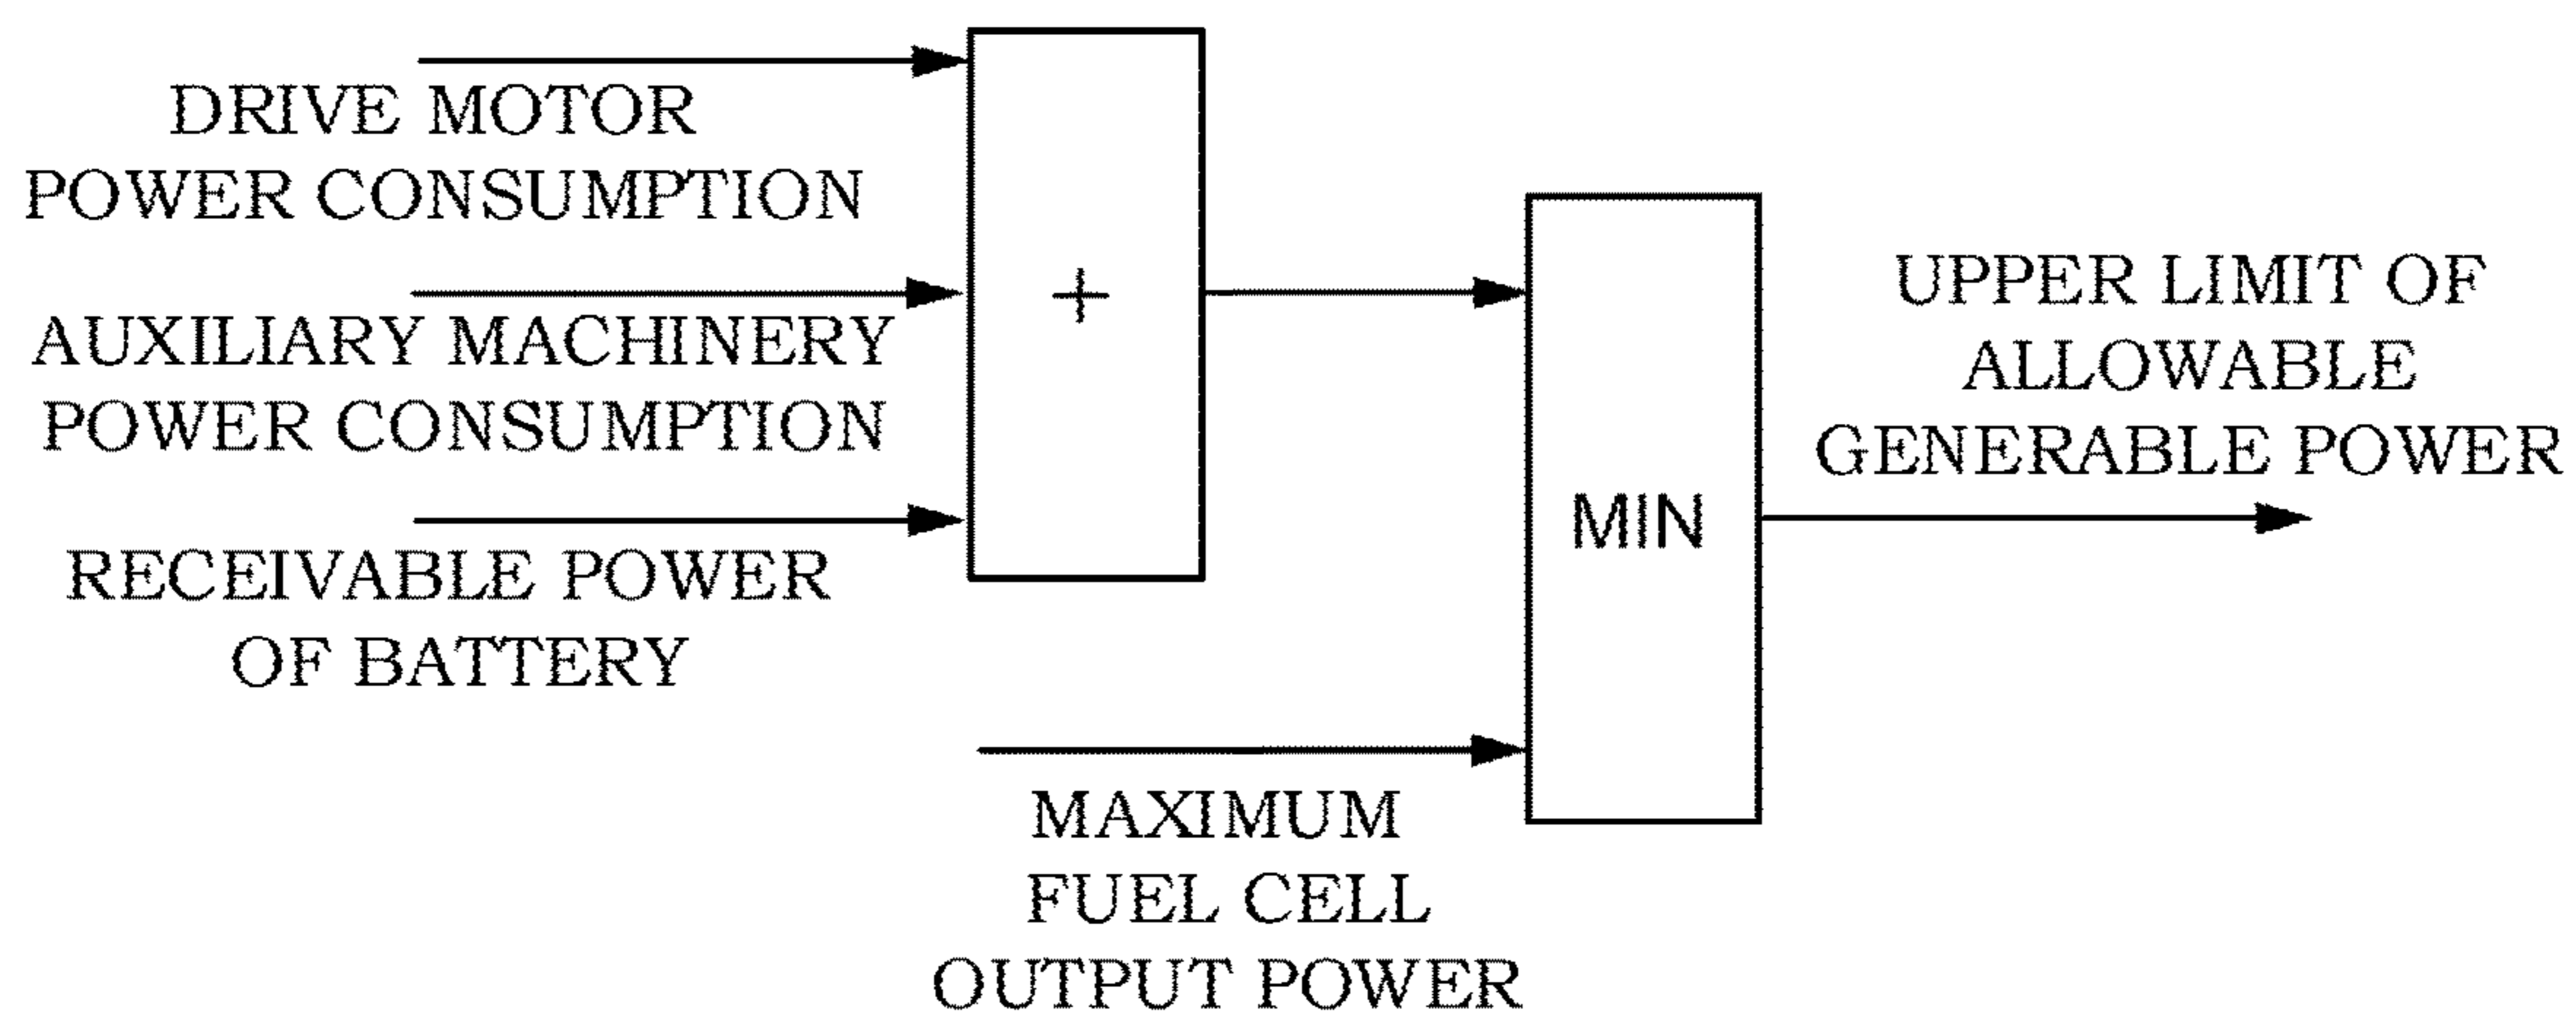 DRIVE MOTOR
POWER CONSUMPTION
AUXILIARY MACHINERY
POWER CONSUMPTION
RECEIVABLE POWER
OF BATTERY
+
MAXIMUM
FUEL CELL
OUTPUT POWER
MIN
UPPER LIMIT OF
ALLOWABLE
GENERABLE POWER